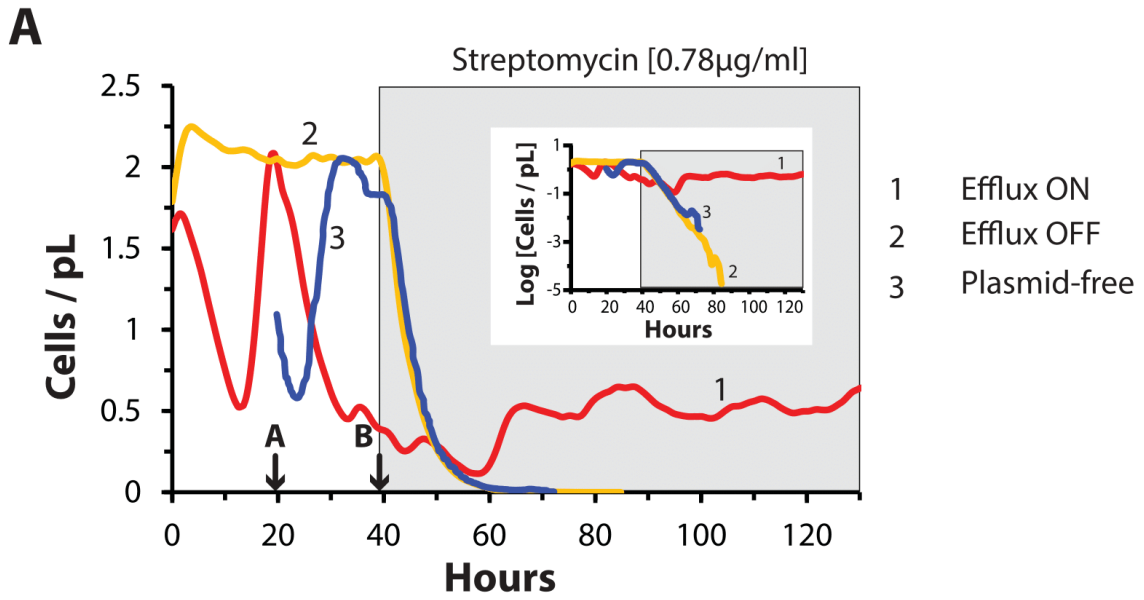 A
Streptomycin [0.78µg/ml]
Cells / pL
2.5
2
1.5
1
0.5
0
0 20 40 60 80 100 120
Hours
2
3
1
A
B
Log [Cells / pL]
1
-1
-3
-5
0 20 40 60 80 100 120
Hours
1
3
2
1 Efflux ON
2 Efflux OFF
3 Plasmid-free